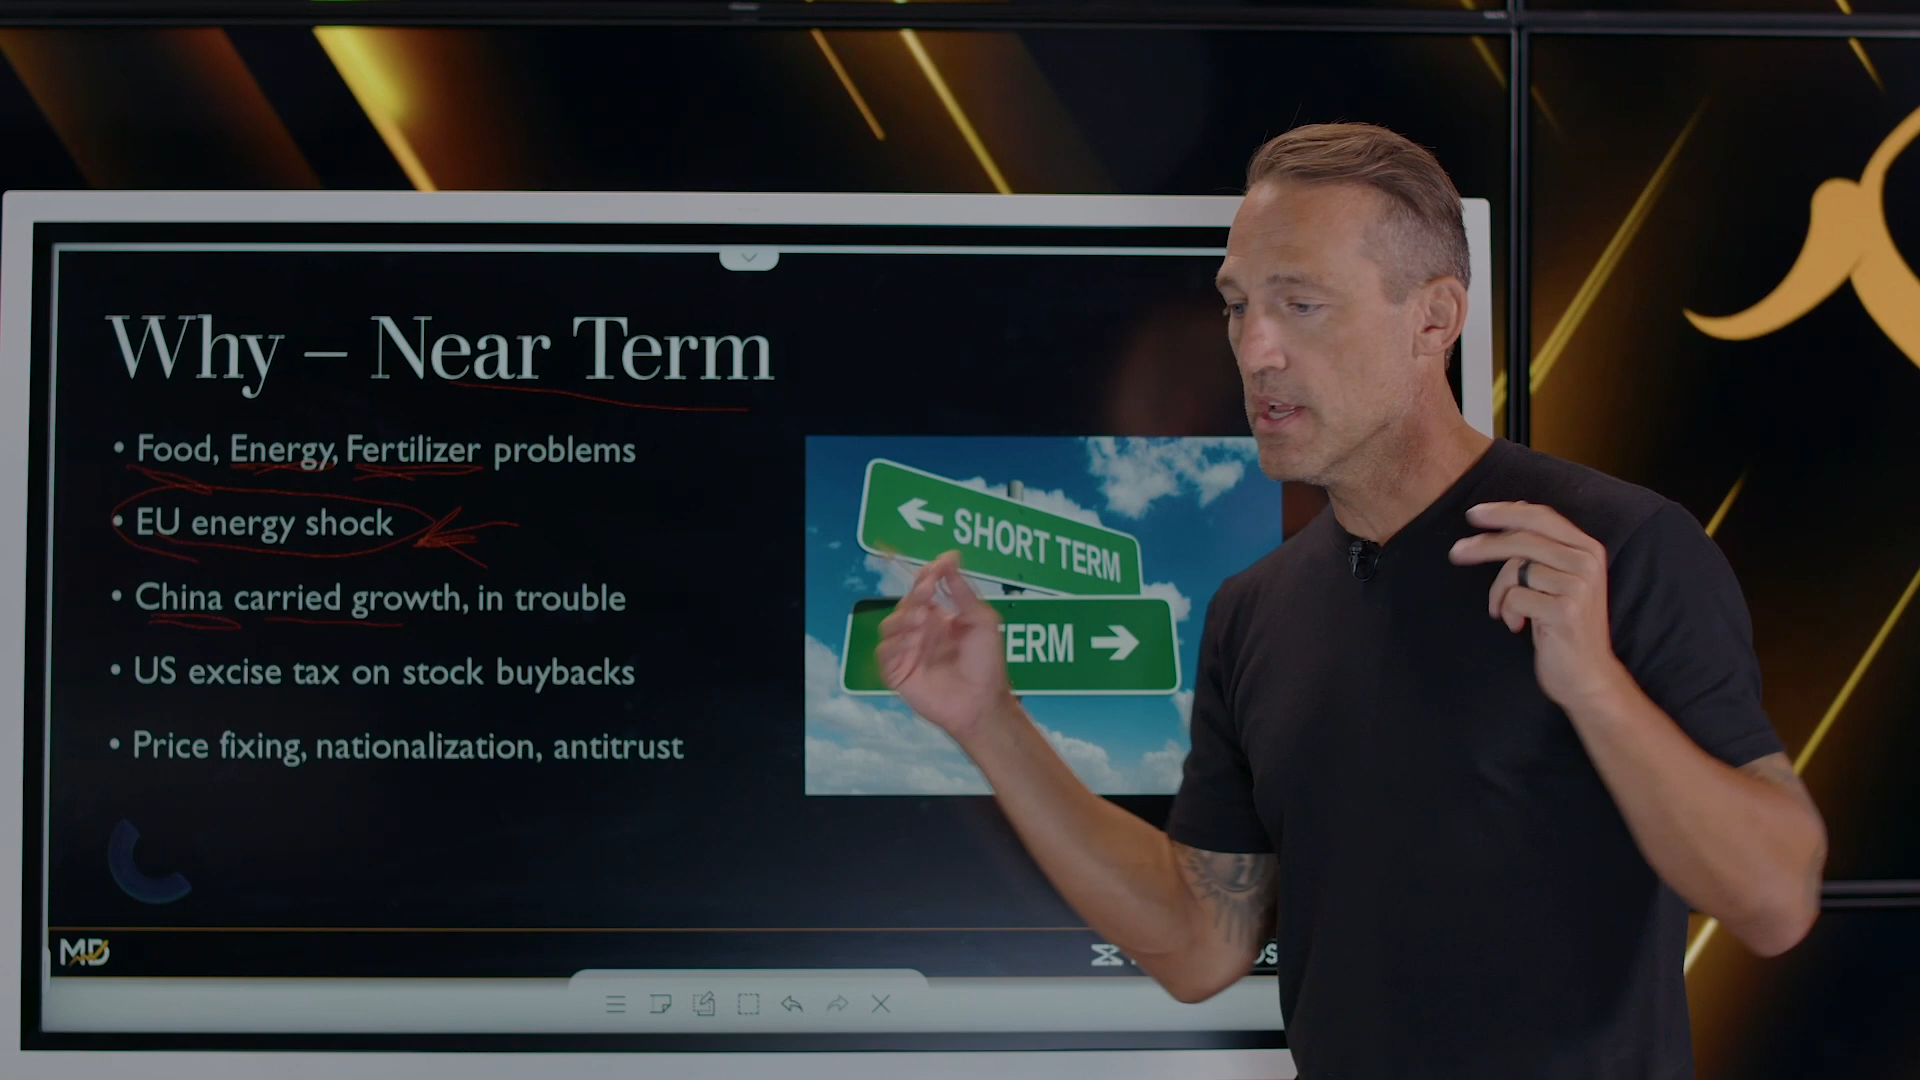 Why – Near Term
• Food, Energy, Fertilizer problems
• EU energy shock
• China carried growth, in trouble
• US excise tax on stock buybacks
• Price fixing, nationalization, antitrust
SHORT TERM
TERM
MD